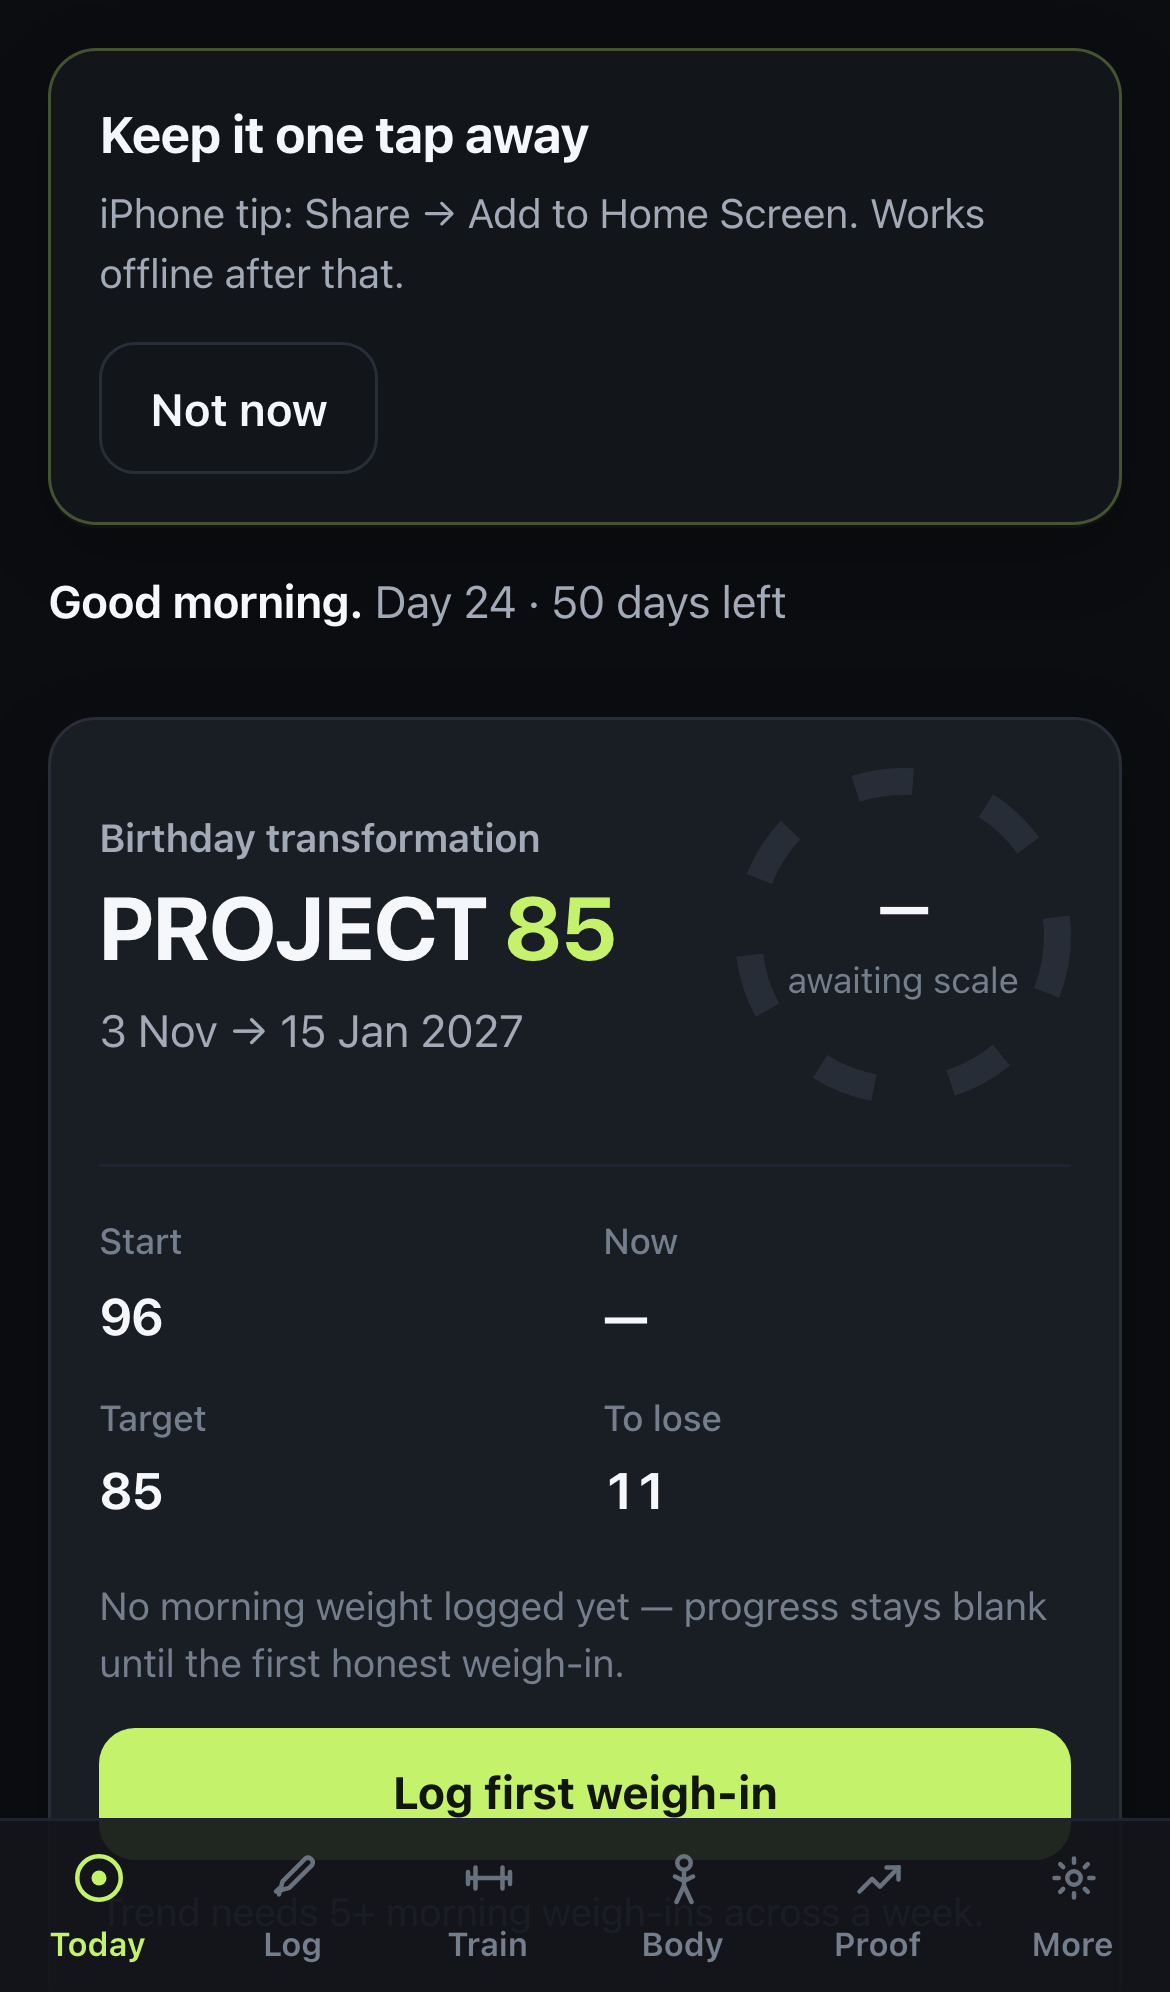 Keep it one tap away
iPhone tip: Share → Add to Home Screen. Works
offline after that.
Not now
Good morning. Day 24 · 50 days left
Birthday transformation
PROJECT 85
3 Nov → 15 Jan 2027
—
awaiting scale
Start
Now
96
—
Target
To lose
85
11
No morning weight logged yet — progress stays blank
until the first honest weigh-in.
Log first weigh-in
Trend needs 5+ morning weigh-ins across a week.
Today
Log
Train
Body
Proof
More